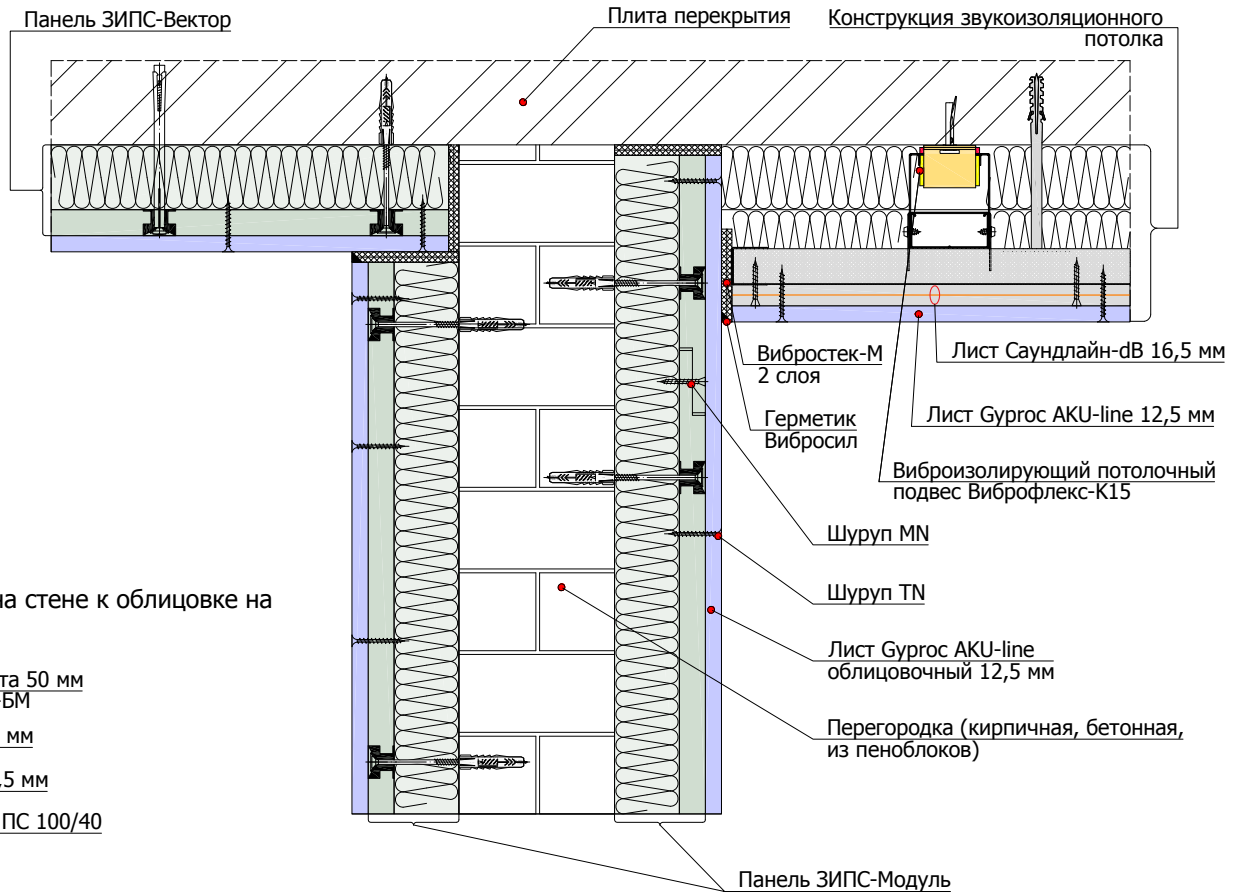 Панель ЗИПС-Вектор
Плита перекрытия
Конструкция звукоизоляционного
потолка
Вибростек-М
2 слоя
Герметик
Вибросил
Лист Саундлайн-dB 16,5 мм
Лист Gyproc AKU-line 12,5 мм
Виброизолирующий потолочный
подвес Виброфлекс-К15
Шуруп MN
Шуруп TN
Лист Gyproc AKU-line
облицовочный 12,5 мм
Перегородка (кирпичная, бетонная,
из пеноблоков)
Панель ЗИПС-Модуль
на стене к облицовке на
та 50 мм
-БМ
мм
,5 мм
ПС 100/40